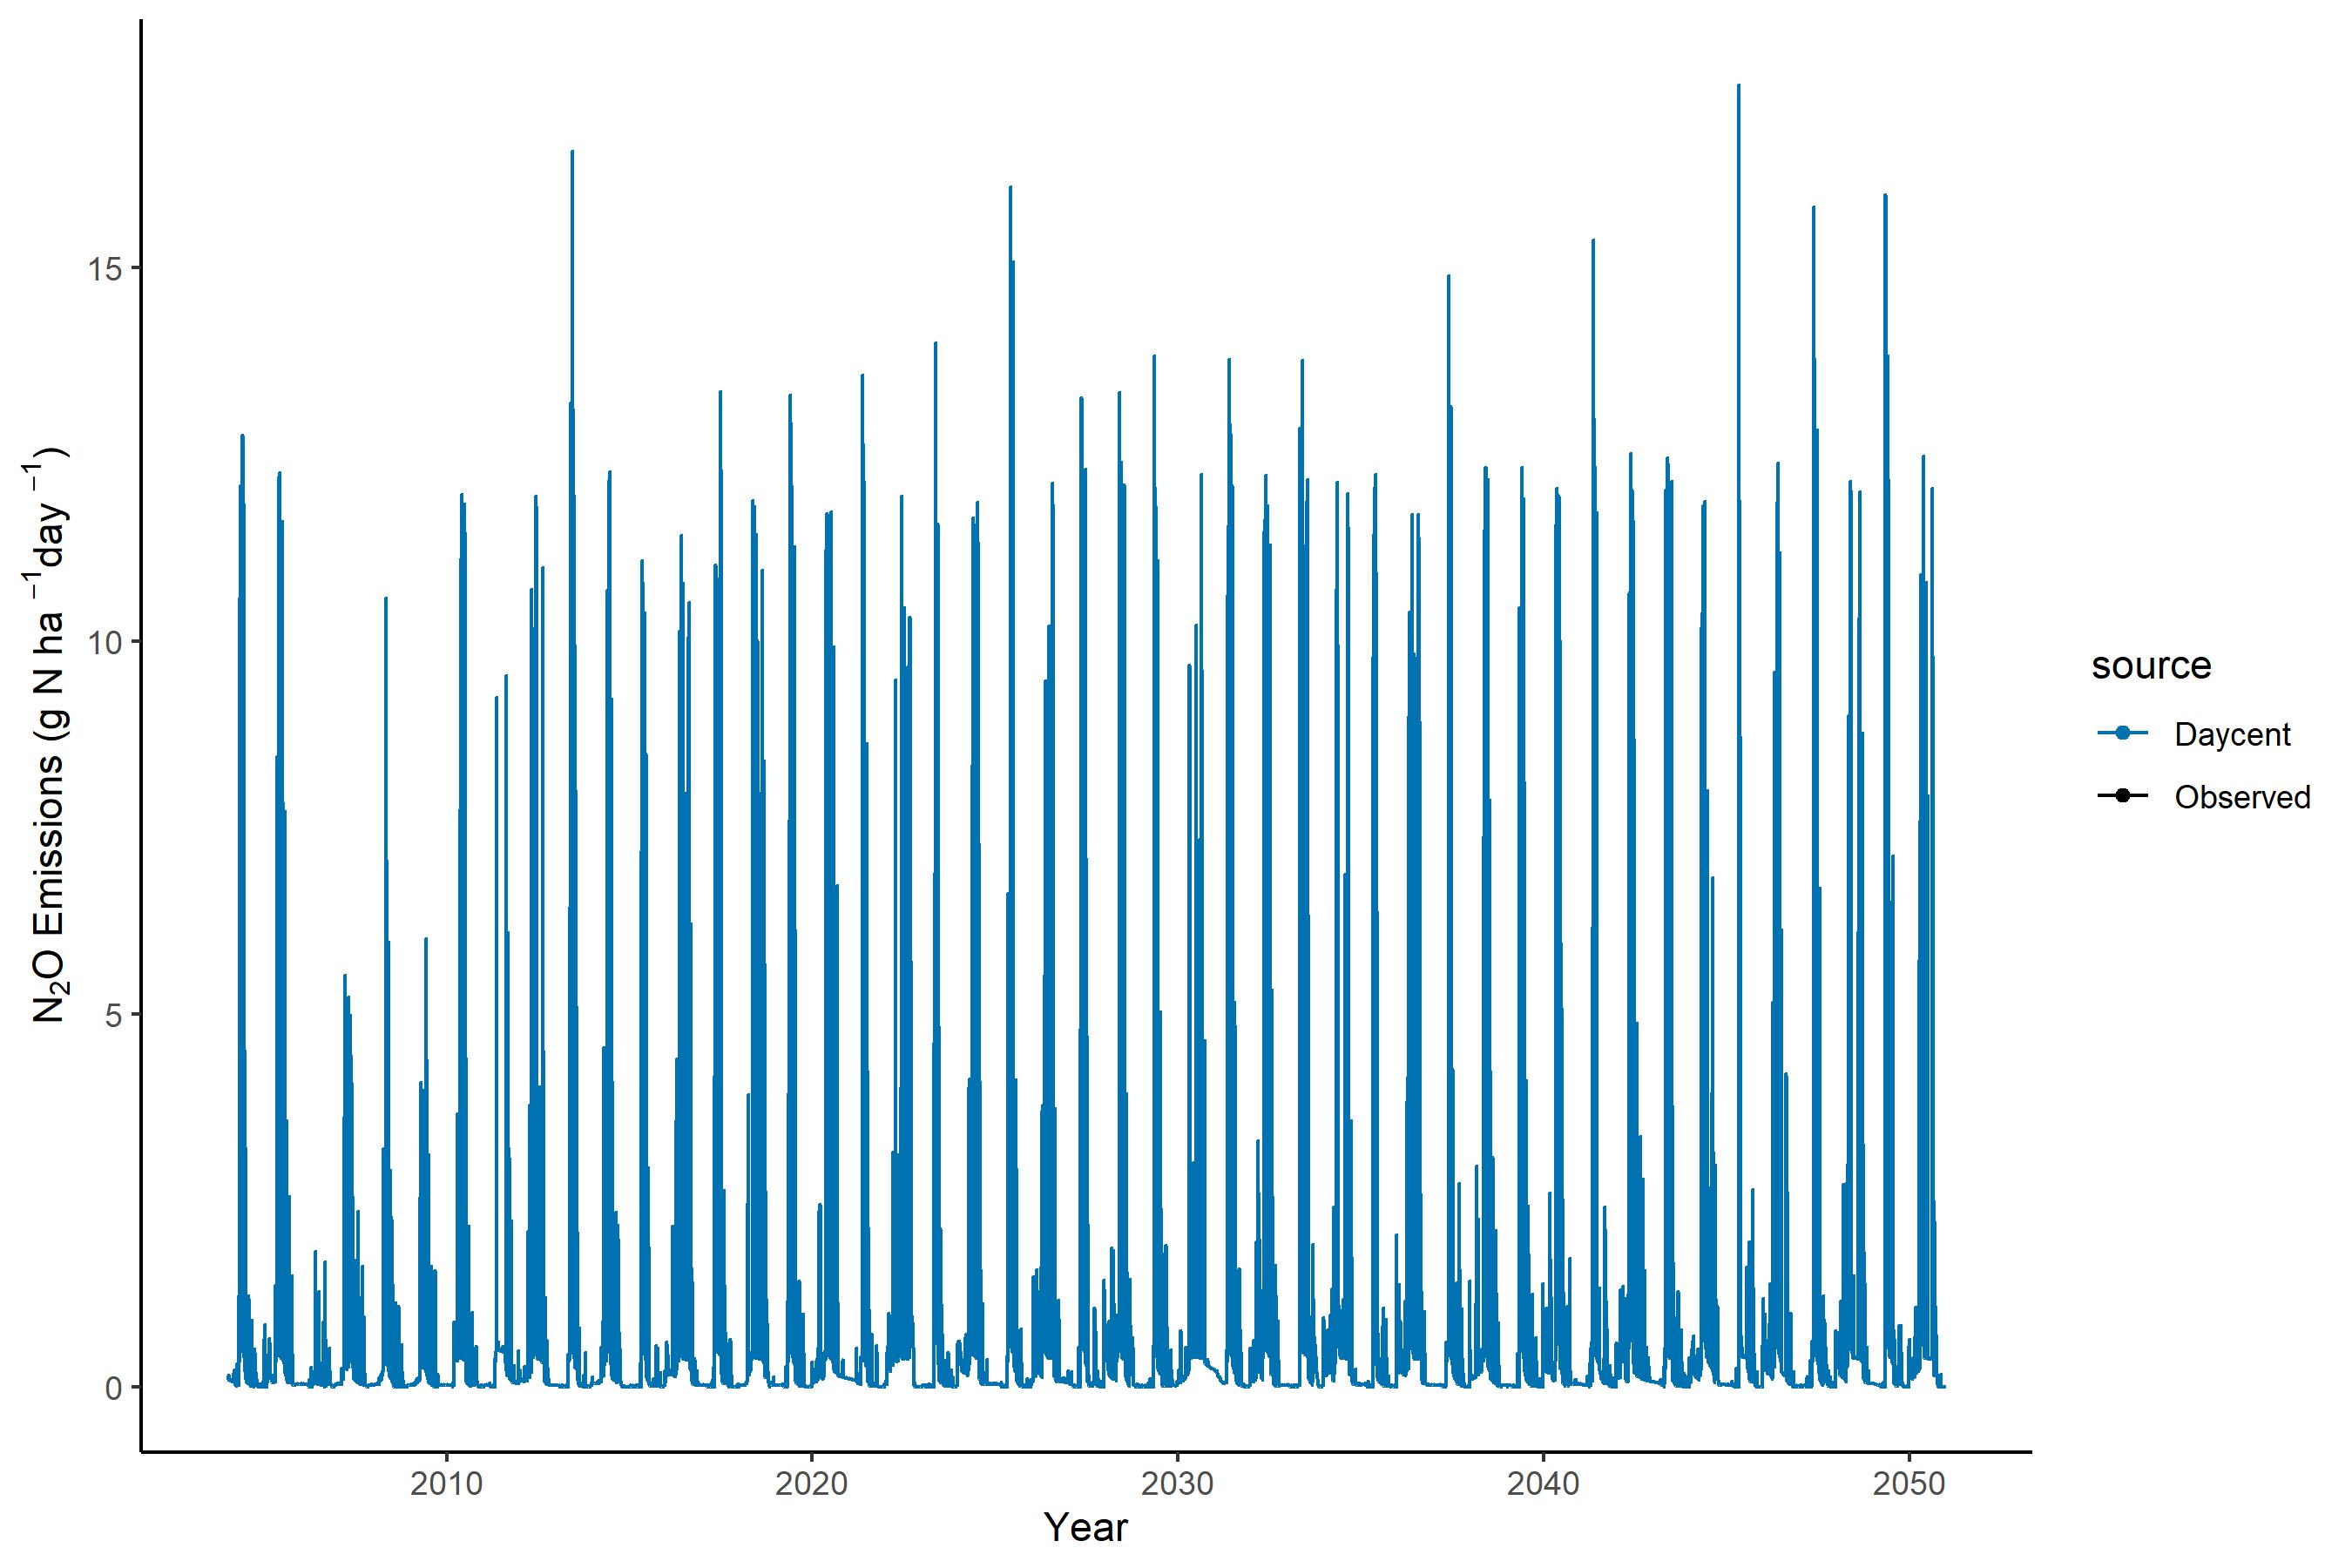 N₂O Emissions (g N ha ⁻¹day ⁻¹)
15
10
5
0
2010 2020 2030 2040 2050
Year
source
Daycent
Observed